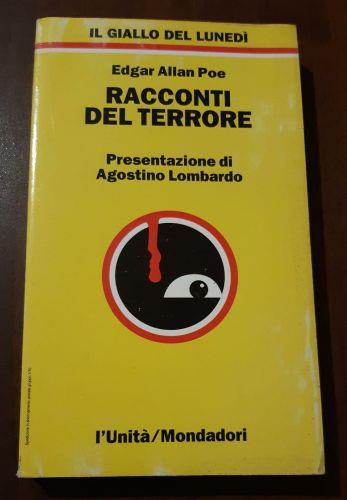 IL GIALLO DEL LUNEDÌ
Edgar Allan Poe
RACCONTI
DEL TERRORE
Presentazione di
Agostino Lombardo
l'Unità/Mondadori